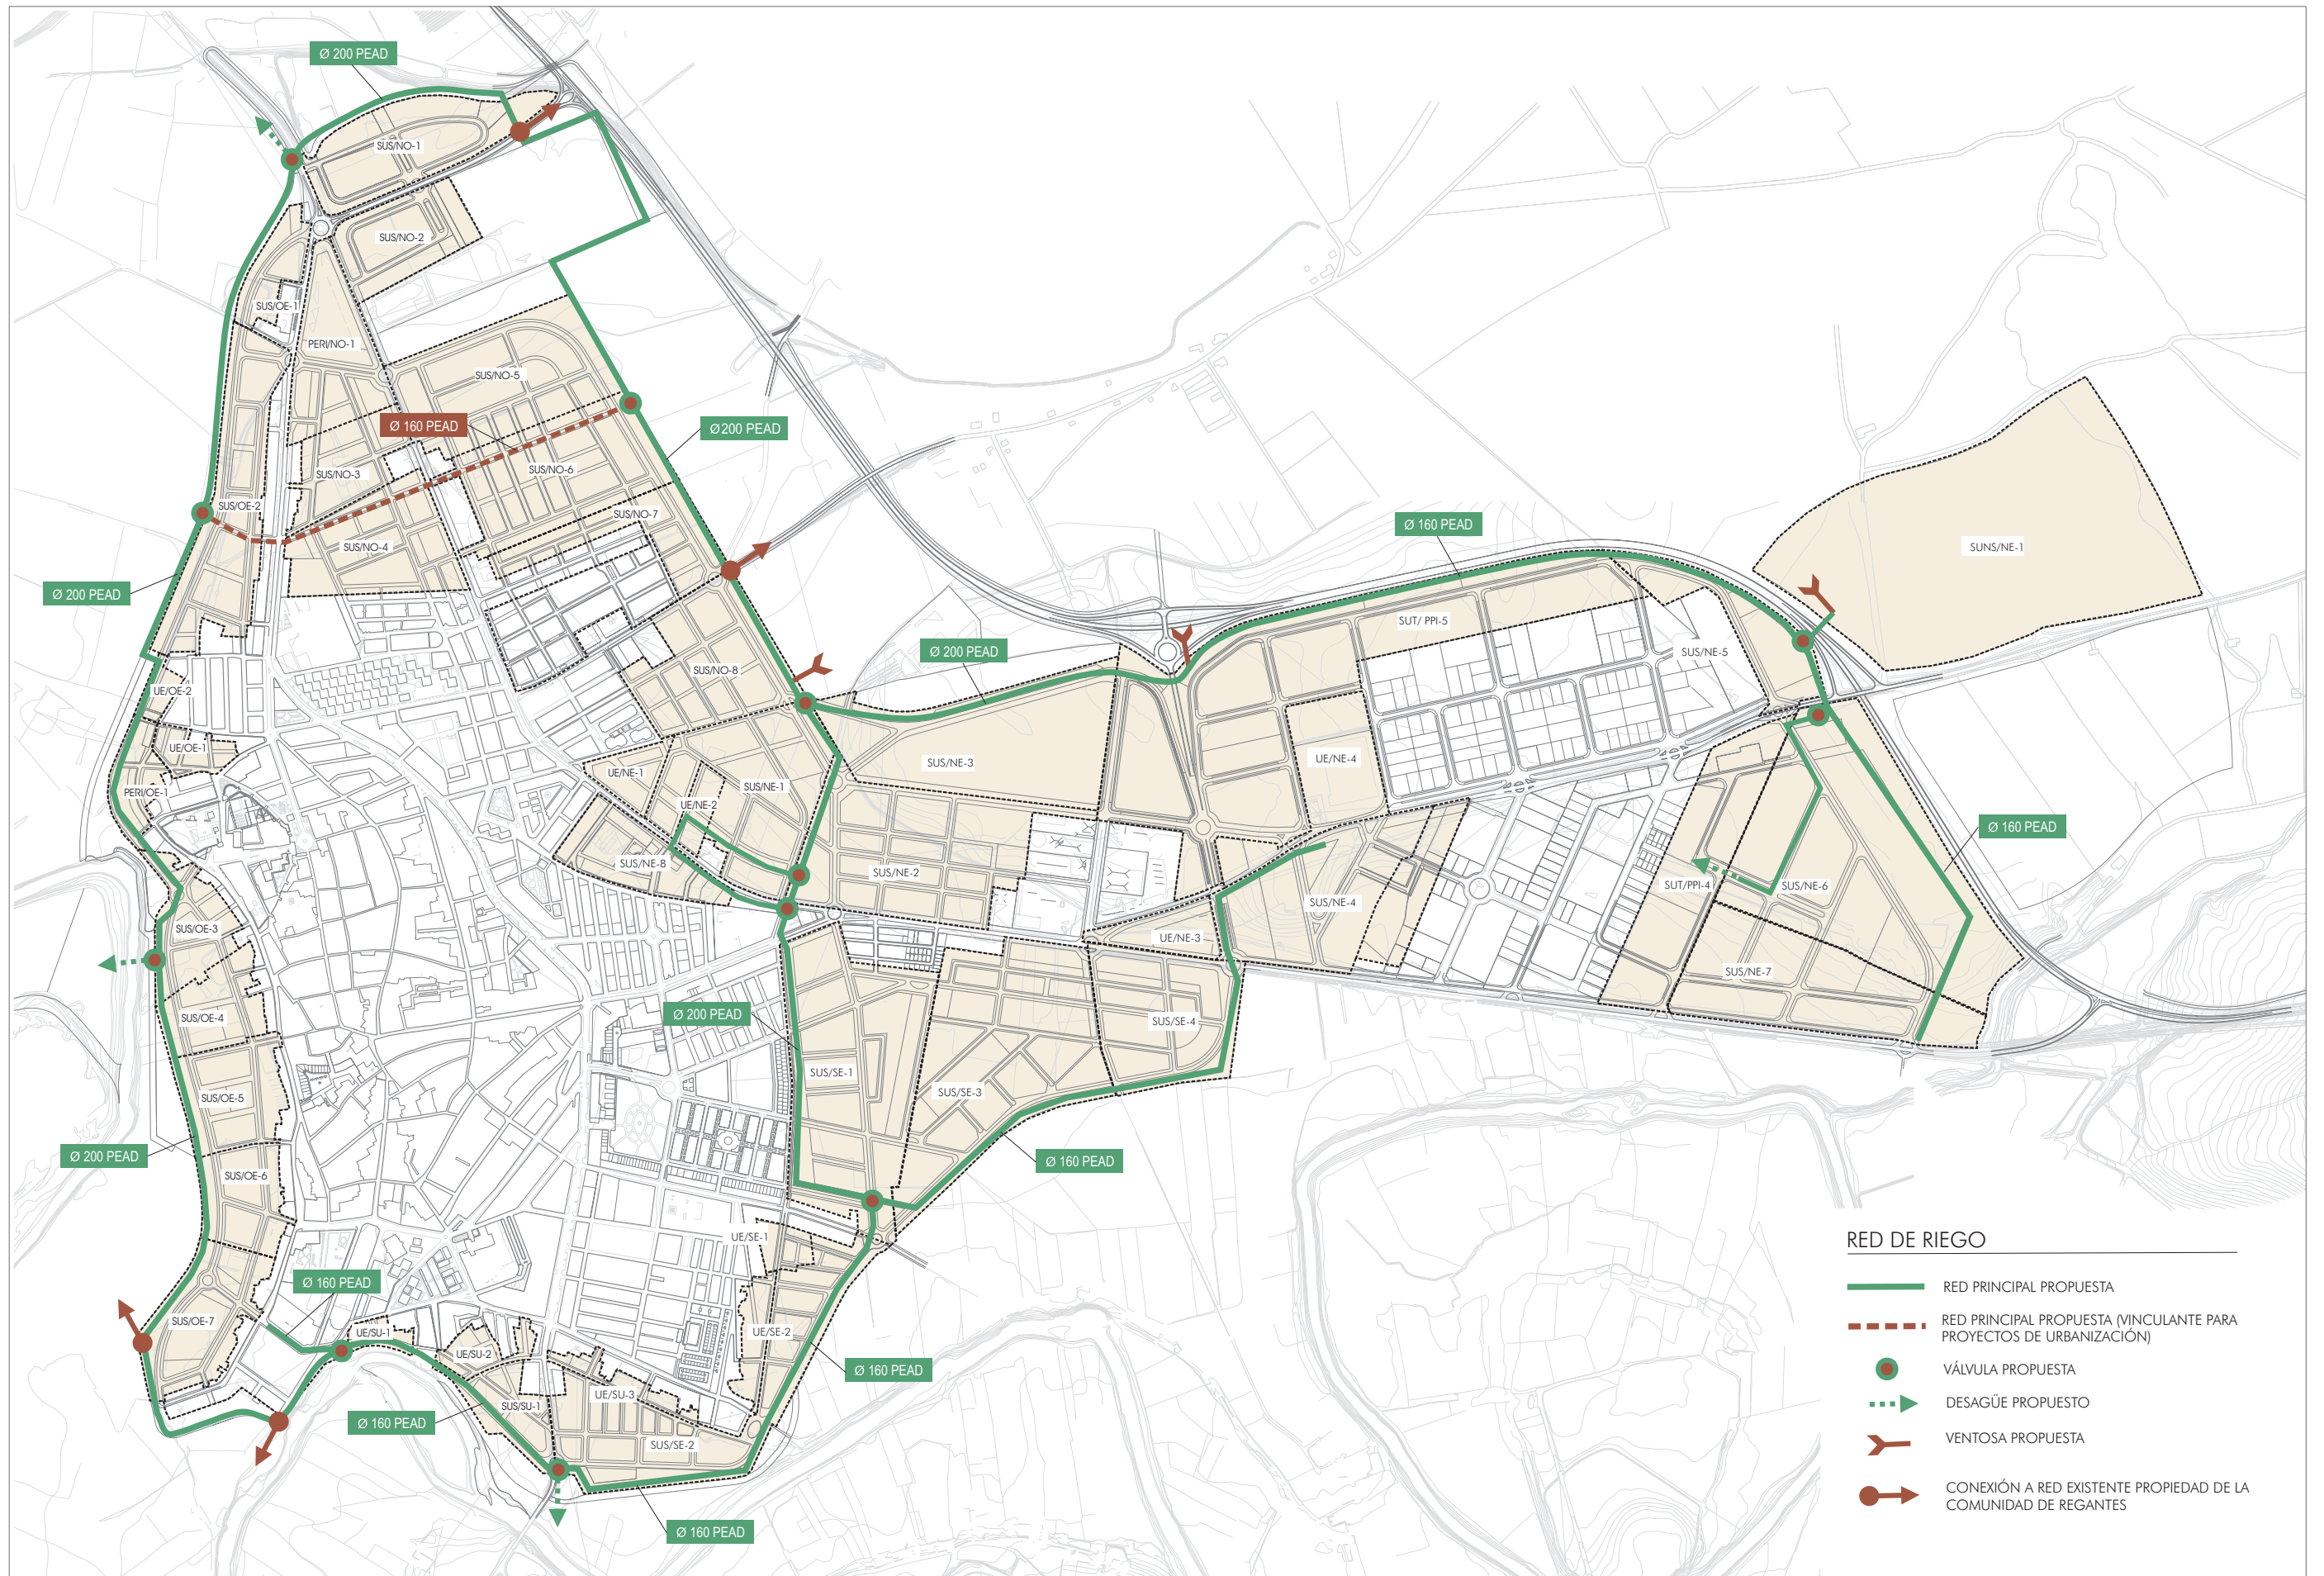 Ø 200 PEAD
SUS/NO-1
SUS/NO-2
SUS/OE-1
PERI/NO-1
SUS/NO-5
Ø 160 PEAD
Ø 200 PEAD
SUS/NO-3
SUS/NO-6
SUS/OE-2
SUS/NO-7
SUS/NO-4
Ø 160 PEAD
SUNS/NE-1
Ø 200 PEAD
SUT/ PPI-5
Ø 200 PEAD
SUS/NE-5
SUS/NO-8
UE/OE-2
UE/OE-1
UE/NE-1
SUS/NE-3
UE/NE-4
SUS/NE-1
PERI/OE-1
UE/NE-2
Ø 160 PEAD
SUS/NE-8
SUS/NE-2
SUT/PPI-4
SUS/NE-6
SUS/NE-4
SUS/OE-3
UE/NE-3
SUS/NE-7
SUS/OE-4
Ø 200 PEAD
SUS/SE-4
SUS/SE-1
SUS/OE-5
SUS/SE-3
Ø 200 PEAD
Ø 160 PEAD
SUS/OE-6
UE/SE-1
Ø 160 PEAD
SUS/OE-7
UE/SU-1
UE/SE-2
UE/SU-2
Ø 160 PEAD
UE/SU-3
SUS/SU-1
Ø 160 PEAD
SUS/SE-2
Ø 160 PEAD
RED DE RIEGO
RED PRINCIPAL PROPUESTA
RED PRINCIPAL PROPUESTA (VINCULANTE PARA
PROYECTOS DE URBANIZACIÓN)
VÁLVULA PROPUESTA
DESAGÜE PROPUESTO
VENTOSA PROPUESTA
CONEXIÓN A RED EXISTENTE PROPIEDAD DE LA
COMUNIDAD DE REGANTES